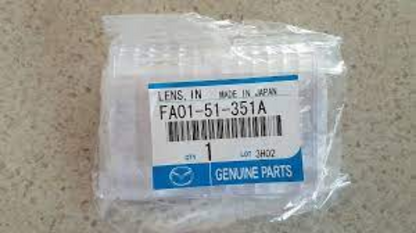 LENS, IN MADE IN JAPAN
FA01-51-351A
QTY 1 LOT 3H02
GENUINE PARTS